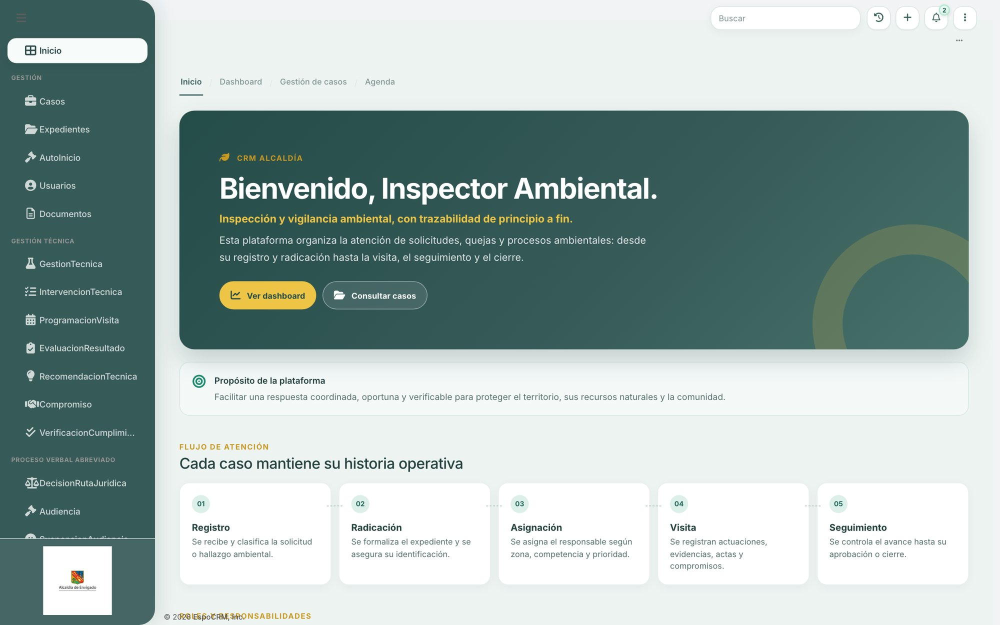 Inicio
GESTIÓN
Casos
Expedientes
AutoInicio
Usuarios
Documentos
GESTIÓN TÉCNICA
GestionTecnica
IntervencionTecnica
ProgramacionVisita
EvaluacionResultado
RecomendacionTecnica
Compromiso
VerificacionCumplimi...
PROCESO VERBAL ABREVIADO
DecisionRutaJuridica
Audiencia
SuspensionAudiencia
Alcaldía de Envigado
Buscar
2
Inicio / Dashboard / Gestión de casos / Agenda
CRM ALCALDÍA
Bienvenido, Inspector Ambiental.
Inspección y vigilancia ambiental, con trazabilidad de principio a fin.
Esta plataforma organiza la atención de solicitudes, quejas y procesos ambientales: desde
su registro y radicación hasta la visita, el seguimiento y el cierre.
Ver dashboard
Consultar casos
Propósito de la plataforma
Facilitar una respuesta coordinada, oportuna y verificable para proteger el territorio, sus recursos naturales y la comunidad.
FLUJO DE ATENCIÓN
Cada caso mantiene su historia operativa
01
Registro
Se recibe y clasifica la solicitud
o hallazgo ambiental.
02
Radicación
Se formaliza el expediente y se
asegura su identificación.
03
Asignación
Se asigna el responsable según
zona, competencia y prioridad.
04
Visita
Se registran actuaciones,
evidencias, actas y
compromisos.
05
Seguimiento
Se controla el avance hasta su
aprobación o cierre.
ROLES Y RESPONSABILIDADES
© 2026 EspoCRM, Inc.